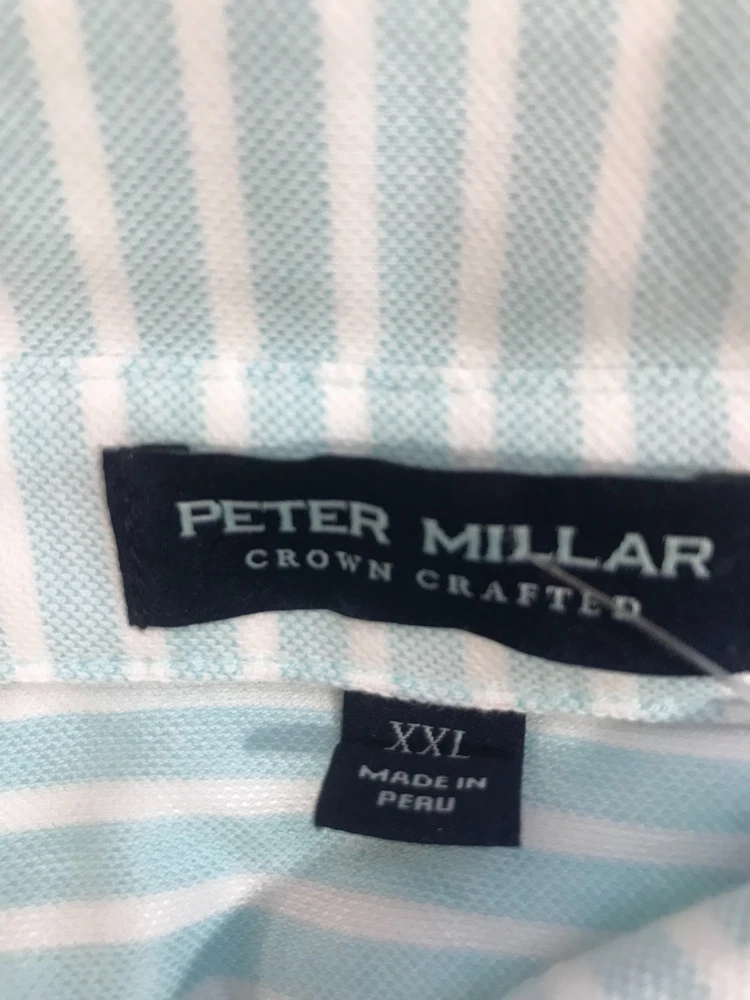 PETER MILLAR
CROWN CRAFTED
XXL
MADE IN
PERU